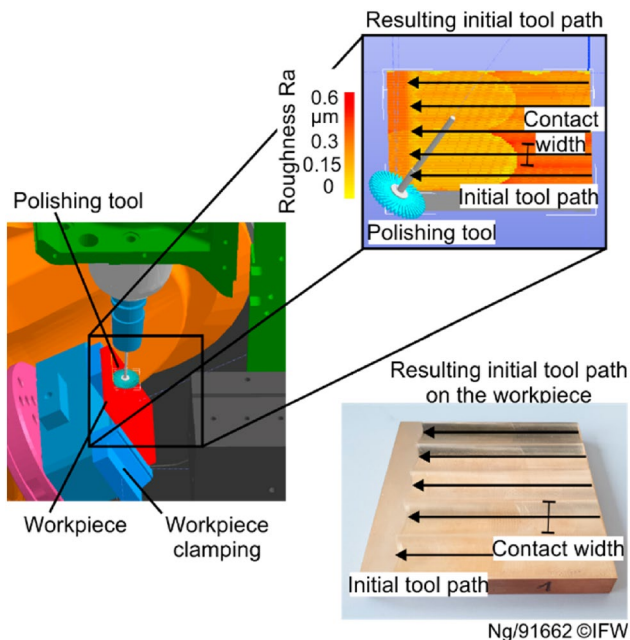 Resulting initial tool path
Roughness Ra
0.6
µm
0.3
0.15
0
Contact
width
Initial tool path
Polishing tool
Polishing tool
Workpiece
Workpiece
clamping
Resulting initial tool path
on the workpiece
Contact width
Initial tool path
1
Ng/91662 ©IFW